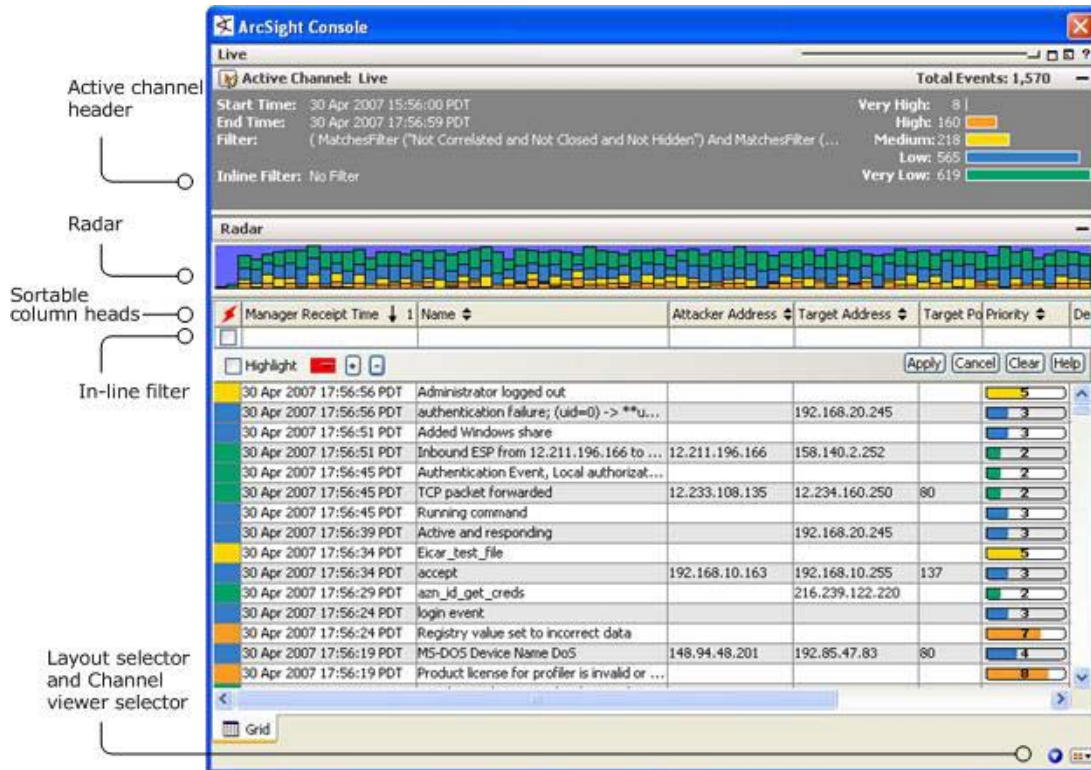 ArcSight Console
Live
?
Active Channel: Live Total Events: 1,570
Active channel header
Start Time: 30 Apr 2007 15:56:00 PDT Very High: 8
End Time: 30 Apr 2007 17:56:59 PDT High: 160
Filter: ( MatchesFilter ("Not Correlated and Not Closed and Not Hidden") And MatchesFilter (... Medium: 218
Low: 565
Inline Filter: No Filter Very Low: 619
Radar
Radar
Sortable column heads
Manager Receipt Time 1 Name Attacker Address Target Address Target Po Priority De
In-line filter
Highlight Apply Cancel Clear Help
30 Apr 2007 17:56:56 PDT Administrator logged out 5
30 Apr 2007 17:56:56 PDT authentication failure; (uid=0) -> **u... 192.168.20.245 3
30 Apr 2007 17:56:51 PDT Added Windows share 3
30 Apr 2007 17:56:51 PDT Inbound ESP from 12.211.196.166 to ... 12.211.196.166 158.140.2.252 2
30 Apr 2007 17:56:45 PDT Authentication Event, Local authorizat... 2
30 Apr 2007 17:56:45 PDT TCP packet forwarded 12.233.108.135 12.234.160.250 80 2
30 Apr 2007 17:56:45 PDT Running command 3
30 Apr 2007 17:56:39 PDT Active and responding 192.168.20.245 3
30 Apr 2007 17:56:34 PDT Eicar_test_file 5
30 Apr 2007 17:56:34 PDT accept 192.168.10.163 192.168.10.255 137 3
30 Apr 2007 17:56:29 PDT azn_id_get_creds 216.239.122.220 2
30 Apr 2007 17:56:24 PDT login event 3
30 Apr 2007 17:56:24 PDT Registry value set to incorrect data 7
30 Apr 2007 17:56:19 PDT MS-DOS Device Name DoS 148.94.48.201 192.85.47.83 80 4
30 Apr 2007 17:56:19 PDT Product license for profiler is invalid or ... 8
Layout selector and Channel viewer selector
Grid